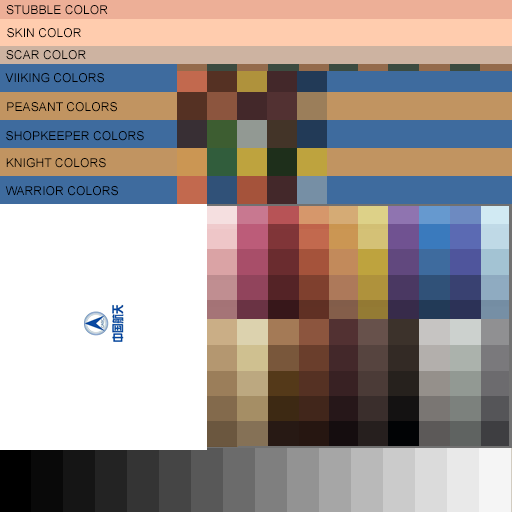 STUBBLE COLOR
SKIN COLOR
SCAR COLOR
VIIKING COLORS
PEASANT COLORS
SHOPKEEPER COLORS
KNIGHT COLORS
WARRIOR COLORS
中国航天